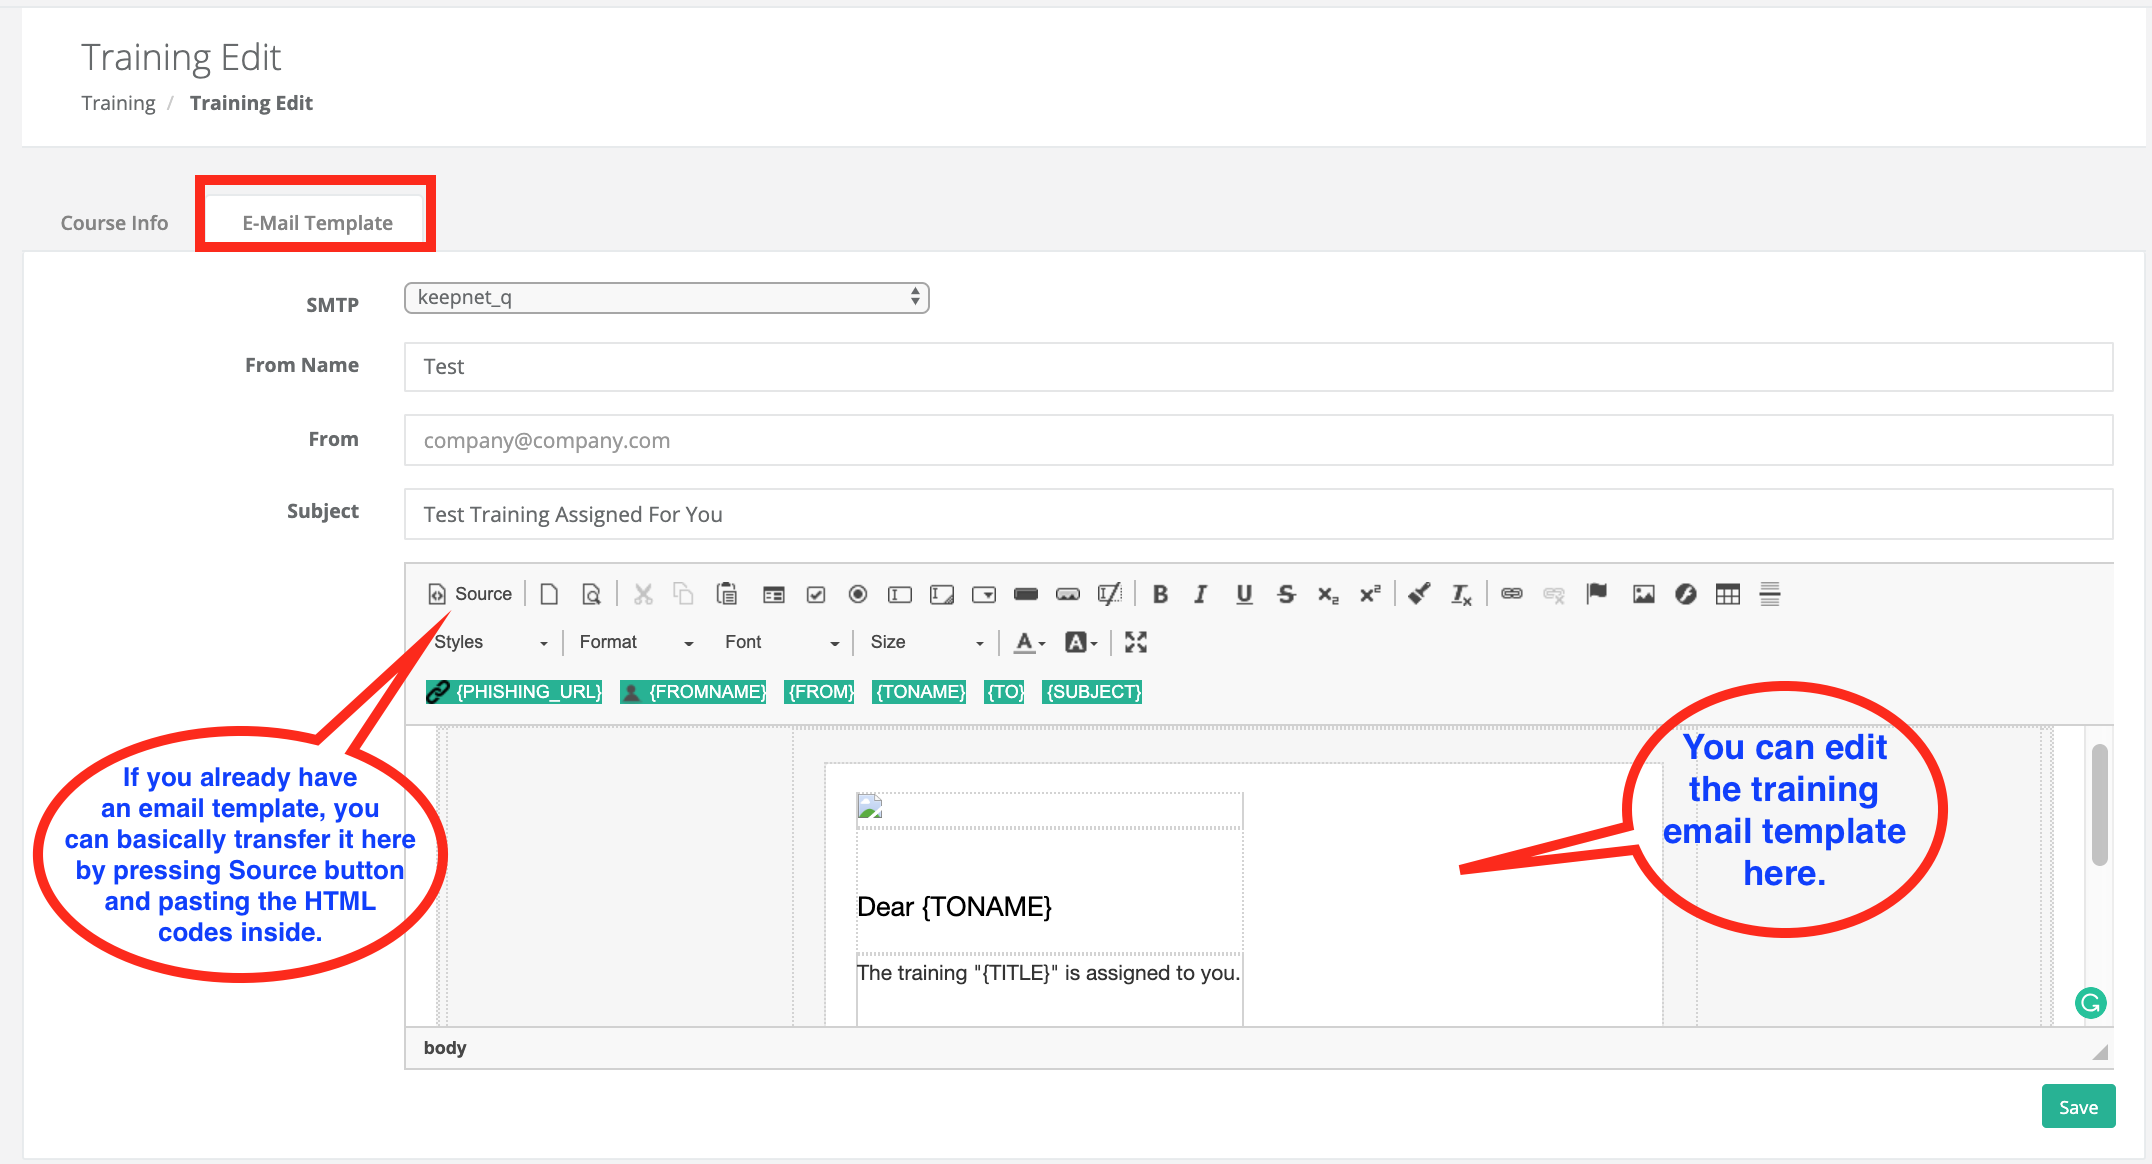 Training Edit
Training / Training Edit
Course Info
E-Mail Template
SMTP
keepnet_q
From Name
Test
From
company@company.com
Subject
Test Training Assigned For You
Source
B I U S x₂ x² Tx
Styles Format Font Size A A
{PHISHING_URL} {FROMNAME} {FROM} {TONAME} {TO} {SUBJECT}
If you already have
an email template, you
can basically transfer it here
by pressing Source button
and pasting the HTML
codes inside.
You can edit
the training
email template
here.
Dear {TONAME}
The training "{TITLE}" is assigned to you.
body
Save